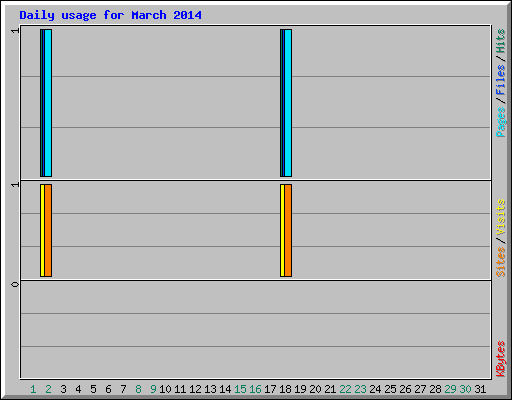 Daily usage for March 2014
1
Pages / Files / Hits
1
Sites / Visits
0
KBytes
1 2 3 4 5 6 7 8 9 10 11 12 13 14 15 16 17 18 19 20 21 22 23 24 25 26 27 28 29 30 31